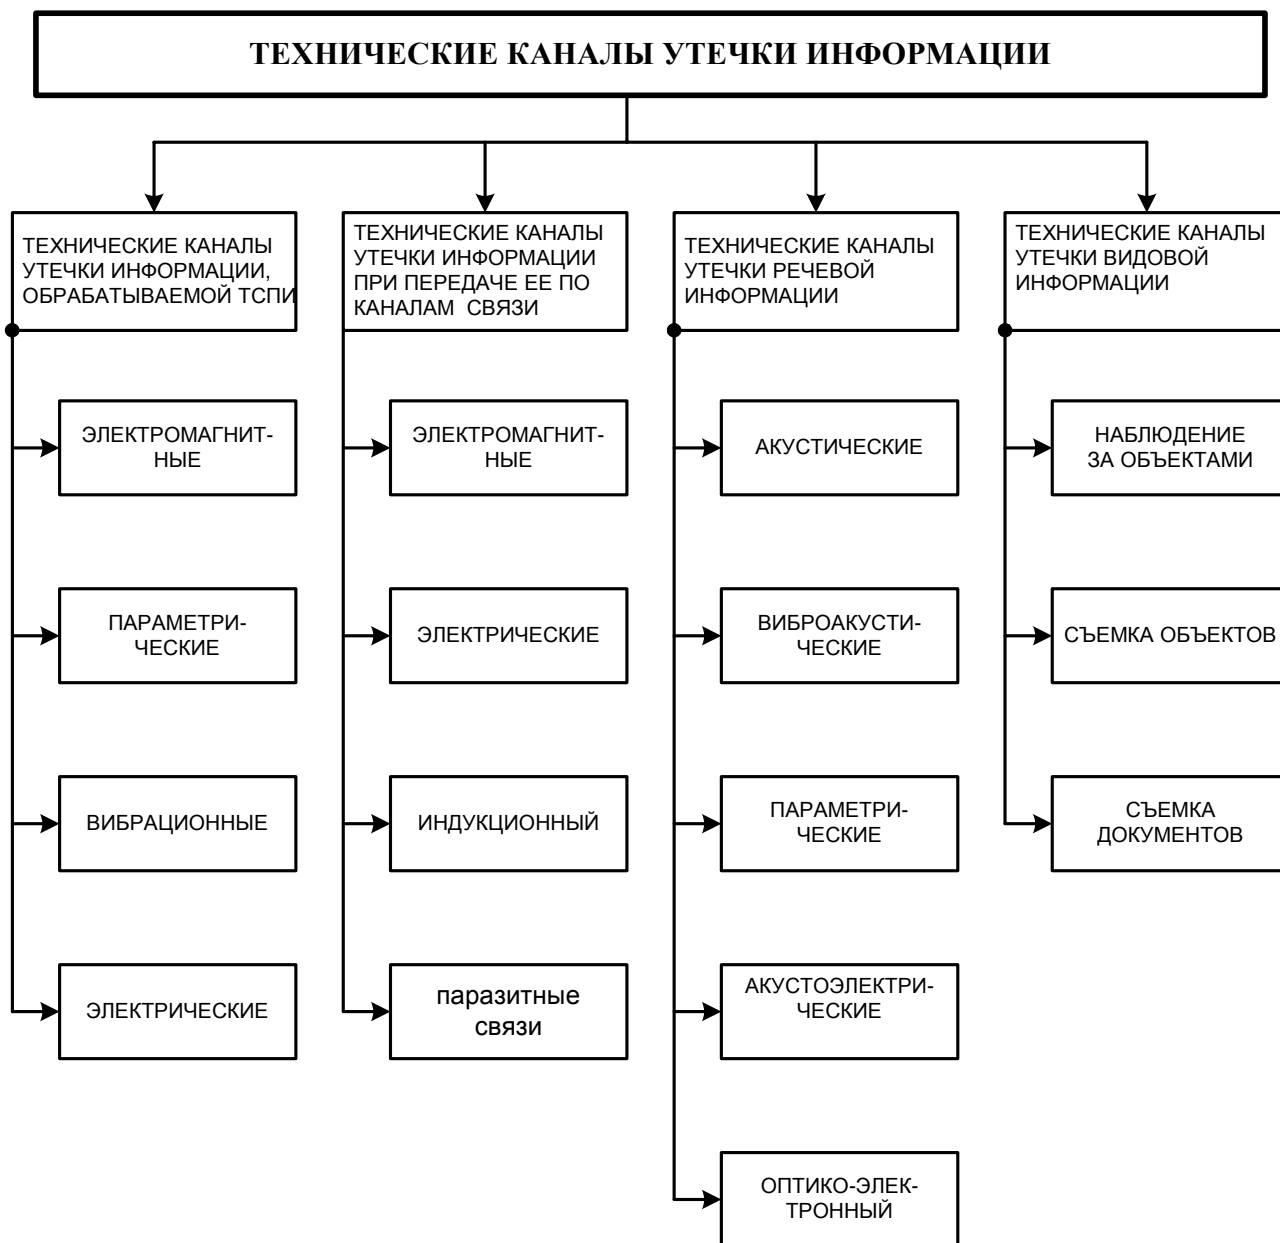 ТЕХНИЧЕСКИЕ КАНАЛЫ УТЕЧКИ ИНФОРМАЦИИ
ТЕХНИЧЕСКИЕ КАНАЛЫ
УТЕЧКИ ИНФОРМАЦИИ,
ОБРАБАТЫВАЕМОЙ ТСПИ
ЭЛЕКТРОМАГНИТ-
НЫЕ
ПАРАМЕТРИ-
ЧЕСКИЕ
ВИБРАЦИОННЫЕ
ЭЛЕКТРИЧЕСКИЕ
ТЕХНИЧЕСКИЕ КАНАЛЫ
УТЕЧКИ ИНФОРМАЦИИ
ПРИ ПЕРЕДАЧЕ ЕЕ ПО
КАНАЛАМ СВЯЗИ
ЭЛЕКТРОМАГНИТ-
НЫЕ
ЭЛЕКТРИЧЕСКИЕ
ИНДУКЦИОННЫЙ
паразитные
связи
ТЕХНИЧЕСКИЕ КАНАЛЫ
УТЕЧКИ РЕЧЕВОЙ
ИНФОРМАЦИИ
АКУСТИЧЕСКИЕ
ВИБРОАКУСТИ-
ЧЕСКИЕ
ПАРАМЕТРИ-
ЧЕСКИЕ
АКУСТОЭЛЕКТРИ-
ЧЕСКИЕ
ОПТИКО-ЭЛЕК-
ТРОННЫЙ
ТЕХНИЧЕСКИЕ КАНАЛЫ
УТЕЧКИ ВИДОВОЙ
ИНФОРМАЦИИ
НАБЛЮДЕНИЕ
ЗА ОБЪЕКТАМИ
СЪЕМКА ОБЪЕКТОВ
СЪЕМКА
ДОКУМЕНТОВ